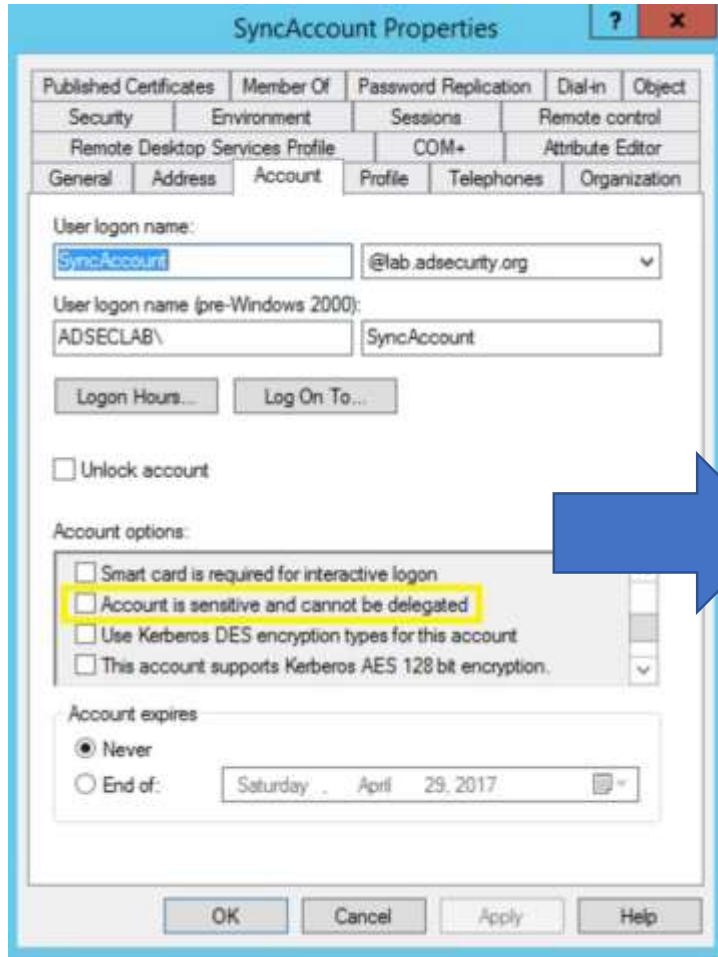 SyncAccount Properties
? x
Published Certificates Member Of Password Replication Dial-in Object
Security Environment Sessions Remote control
Remote Desktop Services Profile COM+ Attribute Editor
General Address Account Profile Telephones Organization
User logon name:
SyncAccount @lab.adsecurity.org
User logon name (pre-Windows 2000):
ADSECLAB\ SyncAccount
Logon Hours... Log On To...
Unlock account
Account options:
Smart card is required for interactive logon
Account is sensitive and cannot be delegated
Use Kerberos DES encryption types for this account
This account supports Kerberos AES 128 bit encryption.
Account expires
Never
End of: Saturday , April 29, 2017
OK Cancel Apply Help